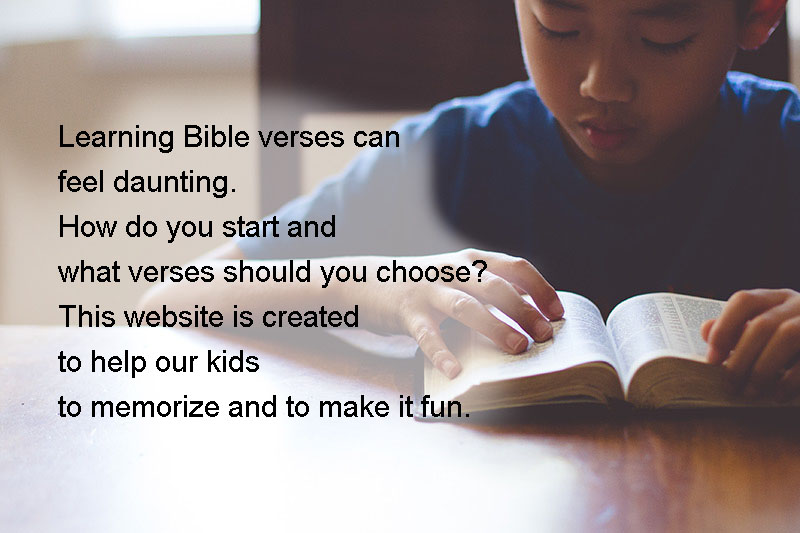 Learning Bible verses can
feel daunting.
How do you start and
what verses should you choose?
This website is created
to help our kids
to memorize and to make it fun.